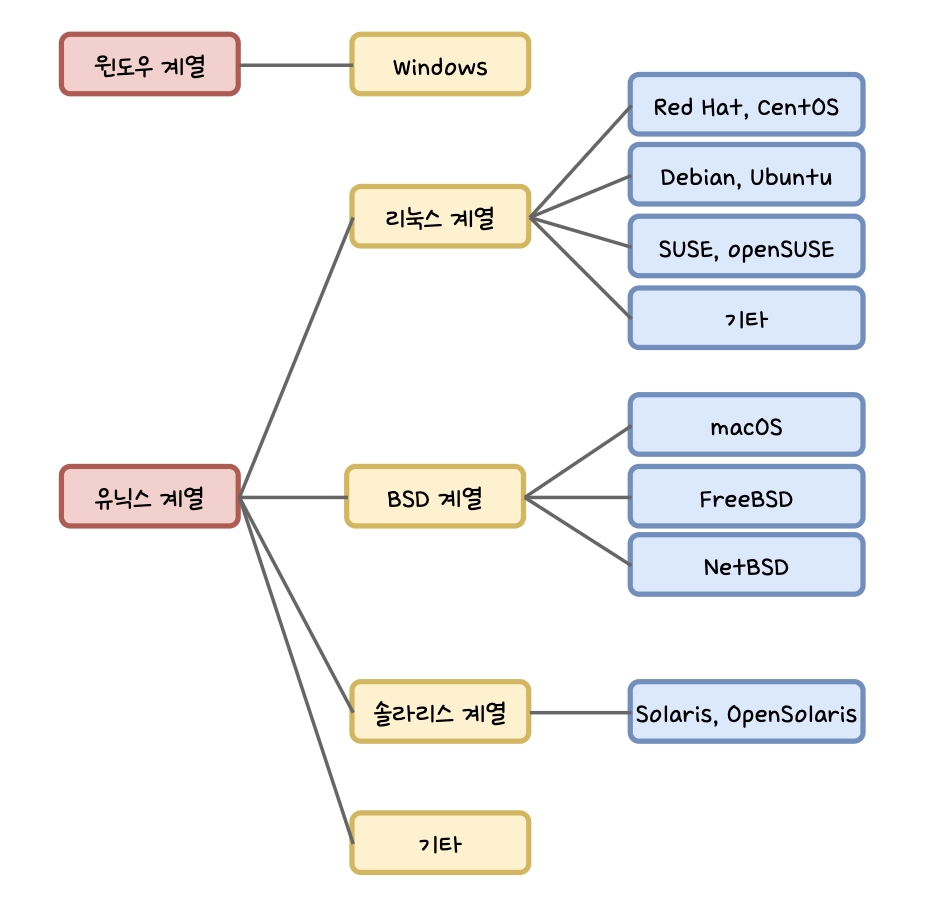 윈도우 계열
Windows
Red Hat, CentOS
Debian, Ubuntu
리눅스 계열
SUSE, openSUSE
기타
macOS
유닉스 계열
BSD 계열
FreeBSD
NetBSD
솔라리스 계열
Solaris, OpenSolaris
기타